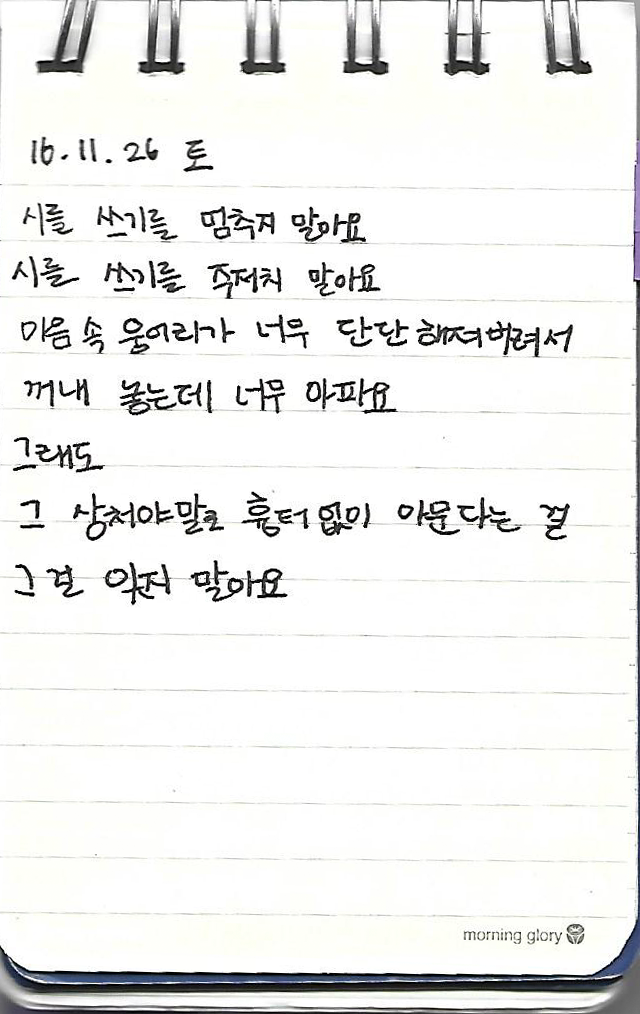 16.11.26 토
시를 쓰기를 멈추지 말아요
시를 쓰기를 주저치 말아요
마음 속 웅어리가 너무 단단해져버려서
꺼내 놓는데 너무 아파요
그래도
그 상처야말로 흉터 없이 아문다는 걸
그걸 잊지 말아요
morning glory